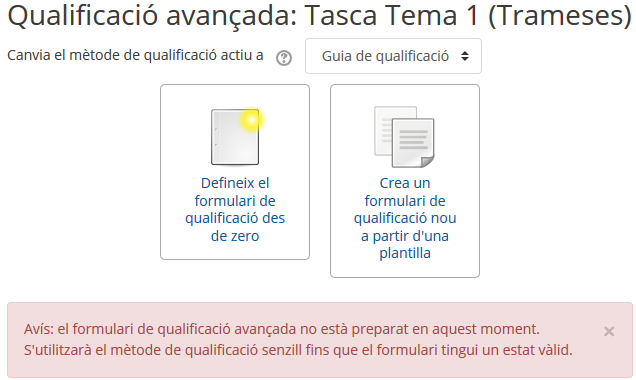 Qualificació avançada: Tasca Tema 1 (Trameses)
Canvia el mètode de qualificació actiu a
Guia de qualificació
Defineix el
formulari de
qualificació des
de zero
Crea un
formulari de
qualificació nou
a partir d'una
plantilla
Avís: el formulari de qualificació avançada no està preparat en aquest moment.
S'utilitzarà el mètode de qualificació senzill fins que el formulari tingui un estat vàlid.